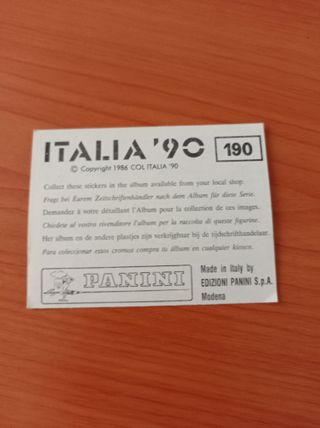 ITALIA '90
190
© Copyright 1986 COL ITALIA '90
Collect these stickers in the album available from your local shop.
Fragt bei Eurem Zeitschriftenhändler nach dem Album für diese Serie.
Demandez à votre détaillant l'Album pour la collection de ces images.
Chiedete al vostro rivenditore l'album per la raccolta di queste figurine.
Het album en de andere plaatjes zijn verkrijgbaar bij de tijdschrifthandelaar.
Para coleccionar estos cromos compra tu álbum en cualquier kiosco.
PANINI
Made in Italy by
EDIZIONI PANINI S.p.A.
Modena